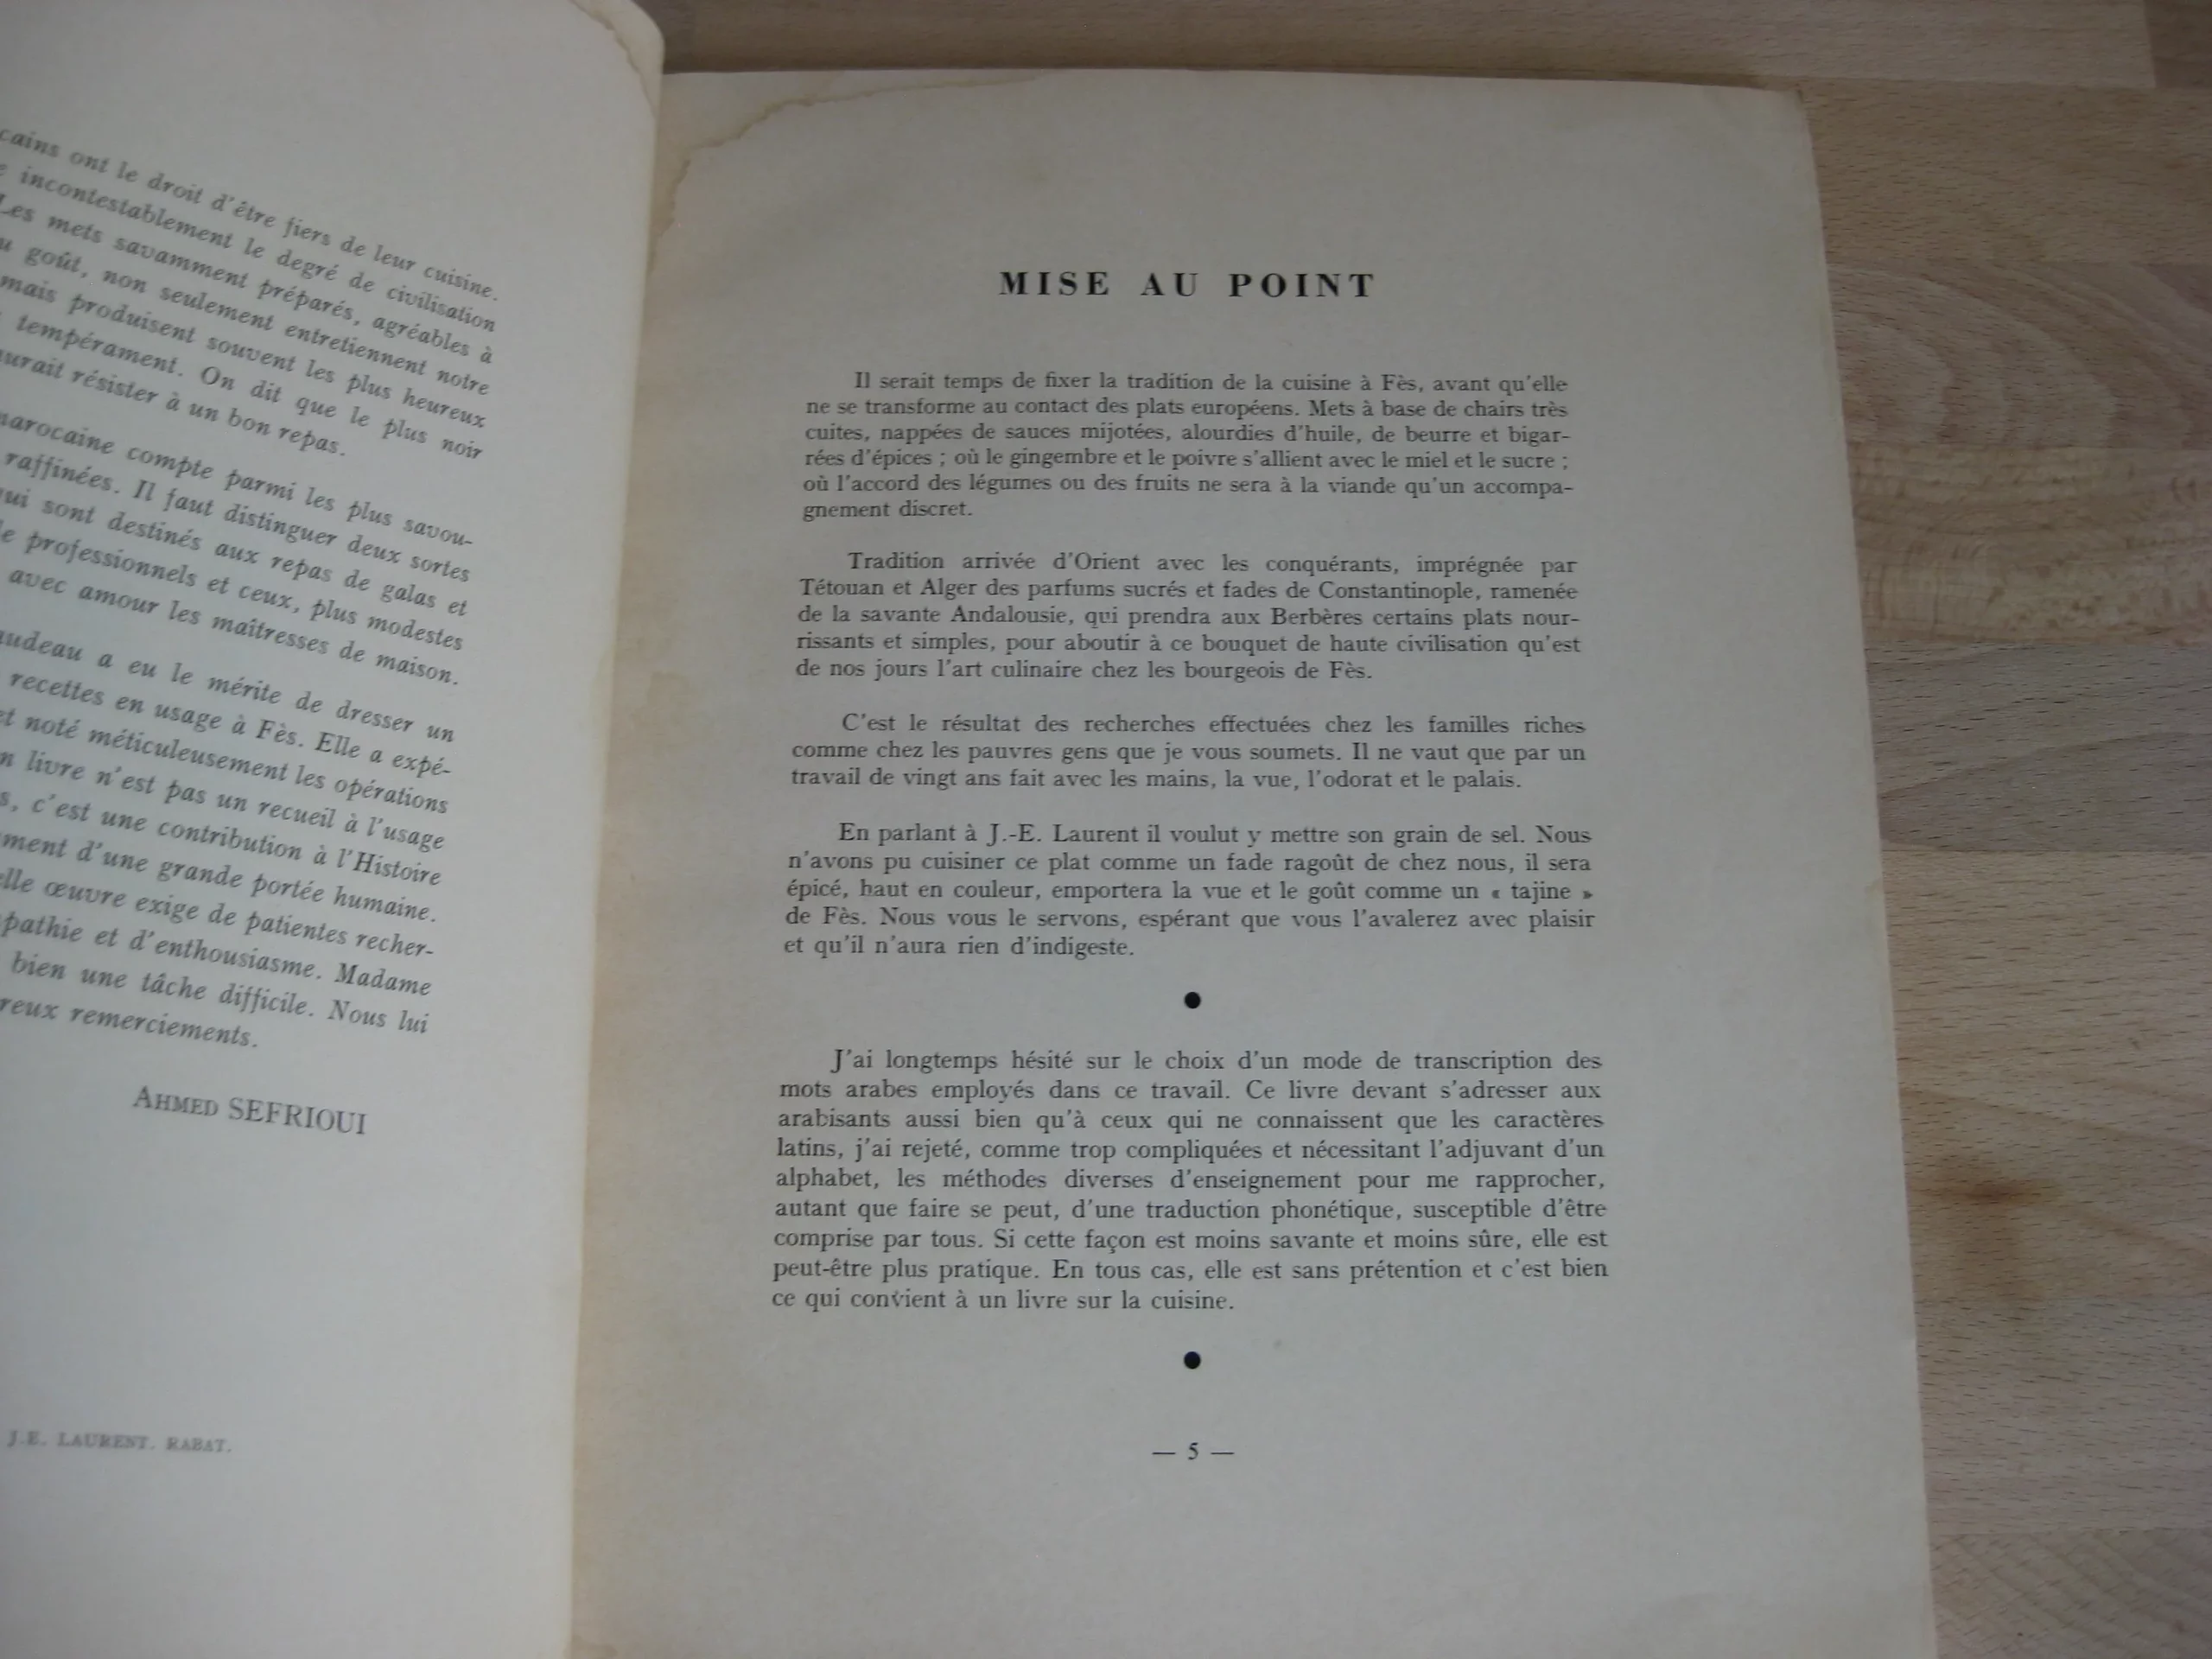 cains ont le droit d'être fiers de leur cuisine.
incontestablement le degré de civilisation
Les mets savamment préparés, agréables à
goût, non seulement entretiennent notre
mais produisent souvent les plus heureux
tempérament. On dit que le plus noir
urait résister à un bon repas.
marocaine compte parmi les plus savou-
raffinées. Il faut distinguer deux sortes
ui sont destinés aux repas de galas et
professionnels et ceux, plus modestes
avec amour les maîtresses de maison.
udeau a eu le mérite de dresser un
recettes en usage à Fès. Elle a expé-
et noté méticuleusement les opérations
n livre n'est pas un recueil à l'usage
s, c'est une contribution à l'Histoire
ment d'une grande portée humaine.
elle œuvre exige de patientes recher-
pathie et d'enthousiasme. Madame
bien une tâche difficile. Nous lui
reux remerciements.
AHMED SEFRIOUI
J.E. LAURENT. RABAT.
MISE AU POINT
Il serait temps de fixer la tradition de la cuisine à Fès, avant qu'elle
ne se transforme au contact des plats européens. Mets à base de chairs très
cuites, nappées de sauces mijotées, alourdies d'huile, de beurre et bigar-
rées d'épices ; où le gingembre et le poivre s'allient avec le miel et le sucre ;
où l'accord des légumes ou des fruits ne sera à la viande qu'un accompa-
gnement discret.
Tradition arrivée d'Orient avec les conquérants, imprégnée par
Tétouan et Alger des parfums sucrés et fades de Constantinople, ramenée
de la savante Andalousie, qui prendra aux Berbères certains plats nour-
rissants et simples, pour aboutir à ce bouquet de haute civilisation qu'est
de nos jours l'art culinaire chez les bourgeois de Fès.
C'est le résultat des recherches effectuées chez les familles riches
comme chez les pauvres gens que je vous soumets. Il ne vaut que par un
travail de vingt ans fait avec les mains, la vue, l'odorat et le palais.
En parlant à J.-E. Laurent il voulut y mettre son grain de sel. Nous
n'avons pu cuisiner ce plat comme un fade ragoût de chez nous, il sera
épicé, haut en couleur, emportera la vue et le goût comme un « tajine »
de Fès. Nous vous le servons, espérant que vous l'avalerez avec plaisir
et qu'il n'aura rien d'indigeste.
J'ai longtemps hésité sur le choix d'un mode de transcription des
mots arabes employés dans ce travail. Ce livre devant s'adresser aux
arabisants aussi bien qu'à ceux qui ne connaissent que les caractères
latins, j'ai rejeté, comme trop compliquées et nécessitant l'adjuvant d'un
alphabet, les méthodes diverses d'enseignement pour me rapprocher,
autant que faire se peut, d'une traduction phonétique, susceptible d'être
comprise par tous. Si cette façon est moins savante et moins sûre, elle est
peut-être plus pratique. En tous cas, elle est sans prétention et c'est bien
ce qui convient à un livre sur la cuisine.
— 5 —